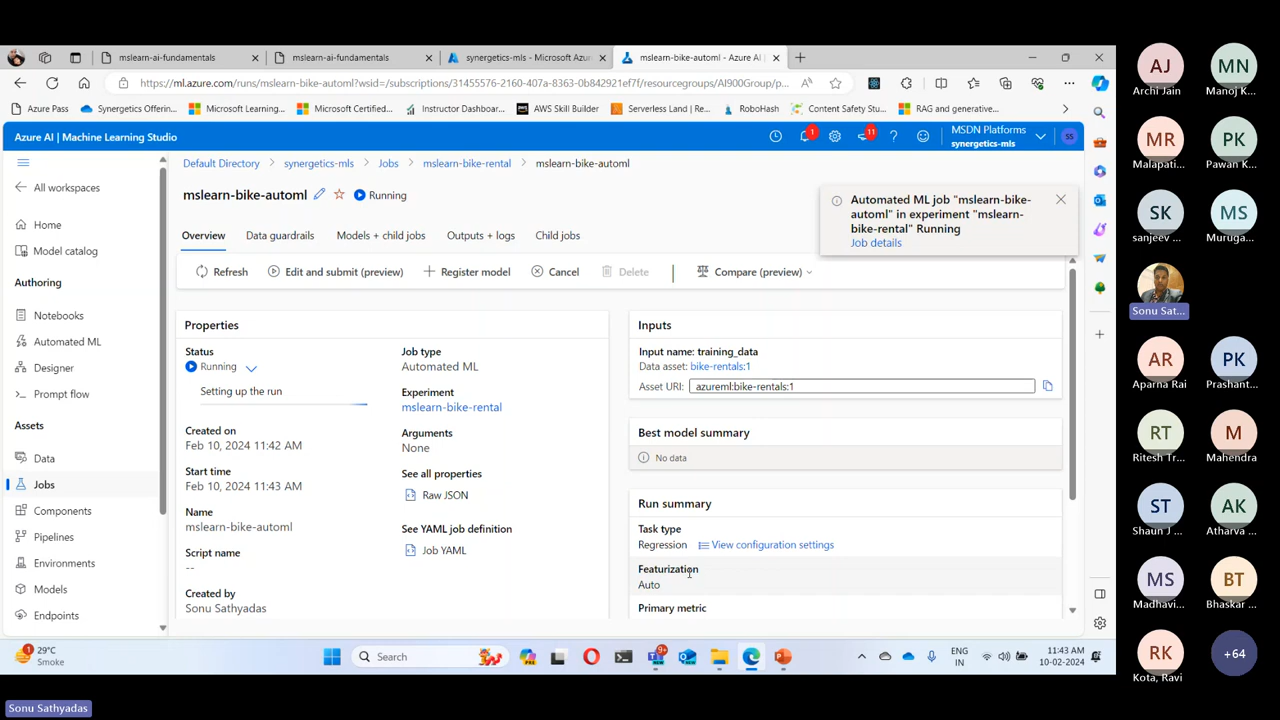 mslearn-ai-fundamentals
mslearn-ai-fundamentals
synergetics-mls - Microsoft Azur
mslearn-bike-automl - Azure AI |
https://ml.azure.com/runs/mslearn-bike-automl?wsid=/subscriptions/31455576-2160-407a-8363-0b842921ef7f/resourcegroups/AI900Group/p...
Azure Pass
Synergetics Offerin...
Microsoft Learning...
Microsoft Certified...
Instructor Dashboar...
AWS Skill Builder
Serverless Land | Re...
RoboHash
Content Safety Stu...
RAG and generative...
Azure AI | Machine Learning Studio
1
11
MSDN Platforms
synergetics-mls
SS
All workspaces
Home
Model catalog
Authoring
Notebooks
Automated ML
Designer
Prompt flow
Assets
Data
Jobs
Components
Pipelines
Environments
Models
Endpoints
Default Directory
synergetics-mls
Jobs
mslearn-bike-rental
mslearn-bike-automl
mslearn-bike-automl
Running
Automated ML job "mslearn-bike-
automl" in experiment "mslearn-
bike-rental" Running
Job details
Overview
Data guardrails
Models + child jobs
Outputs + logs
Child jobs
Refresh
Edit and submit (preview)
Register model
Cancel
Delete
Compare (preview)
Properties
Status
Running
Setting up the run
Created on
Feb 10, 2024 11:42 AM
Start time
Feb 10, 2024 11:43 AM
Name
mslearn-bike-automl
Script name
--
Created by
Sonu Sathyadas
Job type
Automated ML
Experiment
mslearn-bike-rental
Arguments
None
See all properties
Raw JSON
See YAML job definition
Job YAML
Inputs
Input name: training_data
Data asset: bike-rentals:1
Asset URI: azureml:bike-rentals:1
Best model summary
No data
Run summary
Task type
Regression
View configuration settings
Featurization
Auto
Primary metric
1
29°C
Smoke
Search
9+
ENG
IN
11:43 AM
10-02-2024
AJ
Archi Jain
MN
Manoj K...
MR
Malapati...
PK
Pawan K...
SK
sanjeev ...
MS
Muruga...
Sonu Sat...
AR
Aparna Rai
PK
Prashant...
RT
Ritesh Tr...
M
Mahendra
ST
Shaun J ...
AK
Atharva ...
MS
Madhavi...
BT
Bhaskar ...
RK
Kota, Ravi
+64
Sonu Sathyadas